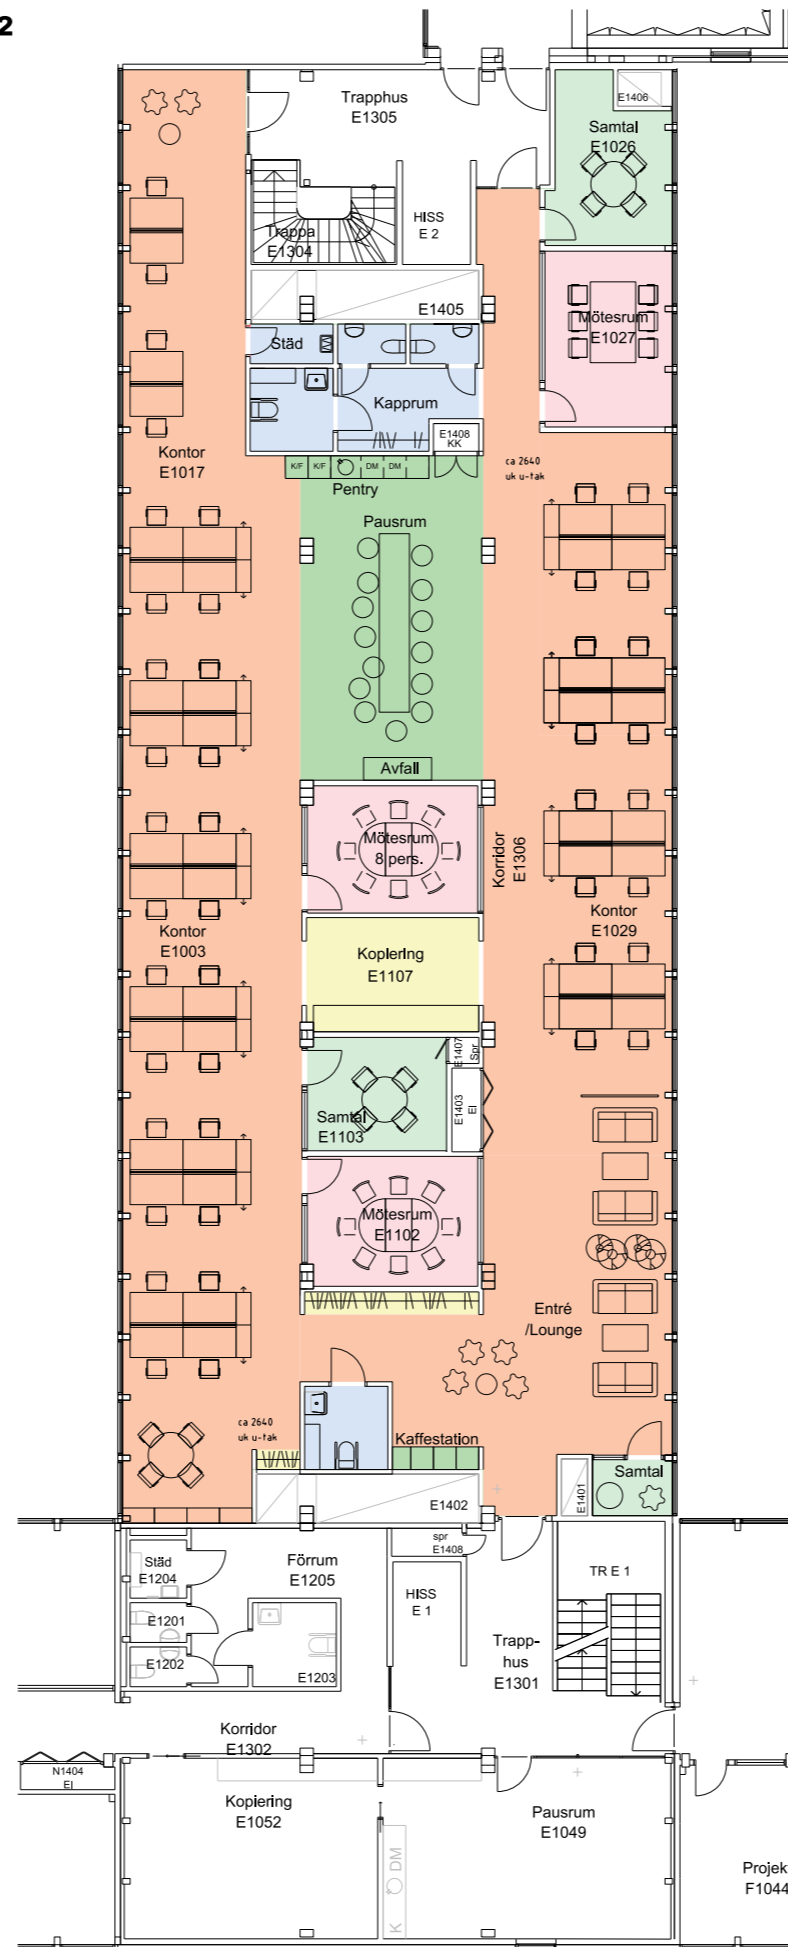 2
Trapphus
E1305
E1406
Samtal
E1026
HISS
E 2
Trappa
E1304
E1405
Mötesrum
E1027
Städ
Kapprum
E1408
KK
Kontor
E1017
K/F
K/F
DM
DM
ca 2640
uk u-tak
Pentry
Pausrum
Avfall
Mötesrum
8 pers.
Korridor
E1306
Kontor
E1003
Kontor
E1029
Kopiering
E1107
E1407
Spr
Samtal
E1103
E1403
El
Mötesrum
E1102
Entré
/Lounge
ca 2640
uk u-tak
Kaffestation
Samtal
E1402
E1401
spr
E1408
Städ
E1204
Förrum
E1205
HISS
E 1
TR E 1
E1201
E1202
E1203
Trapp-
hus
E1301
Korridor
E1302
N1404
El
Kopiering
E1052
Pausrum
E1049
K
DM
Projek
F1044